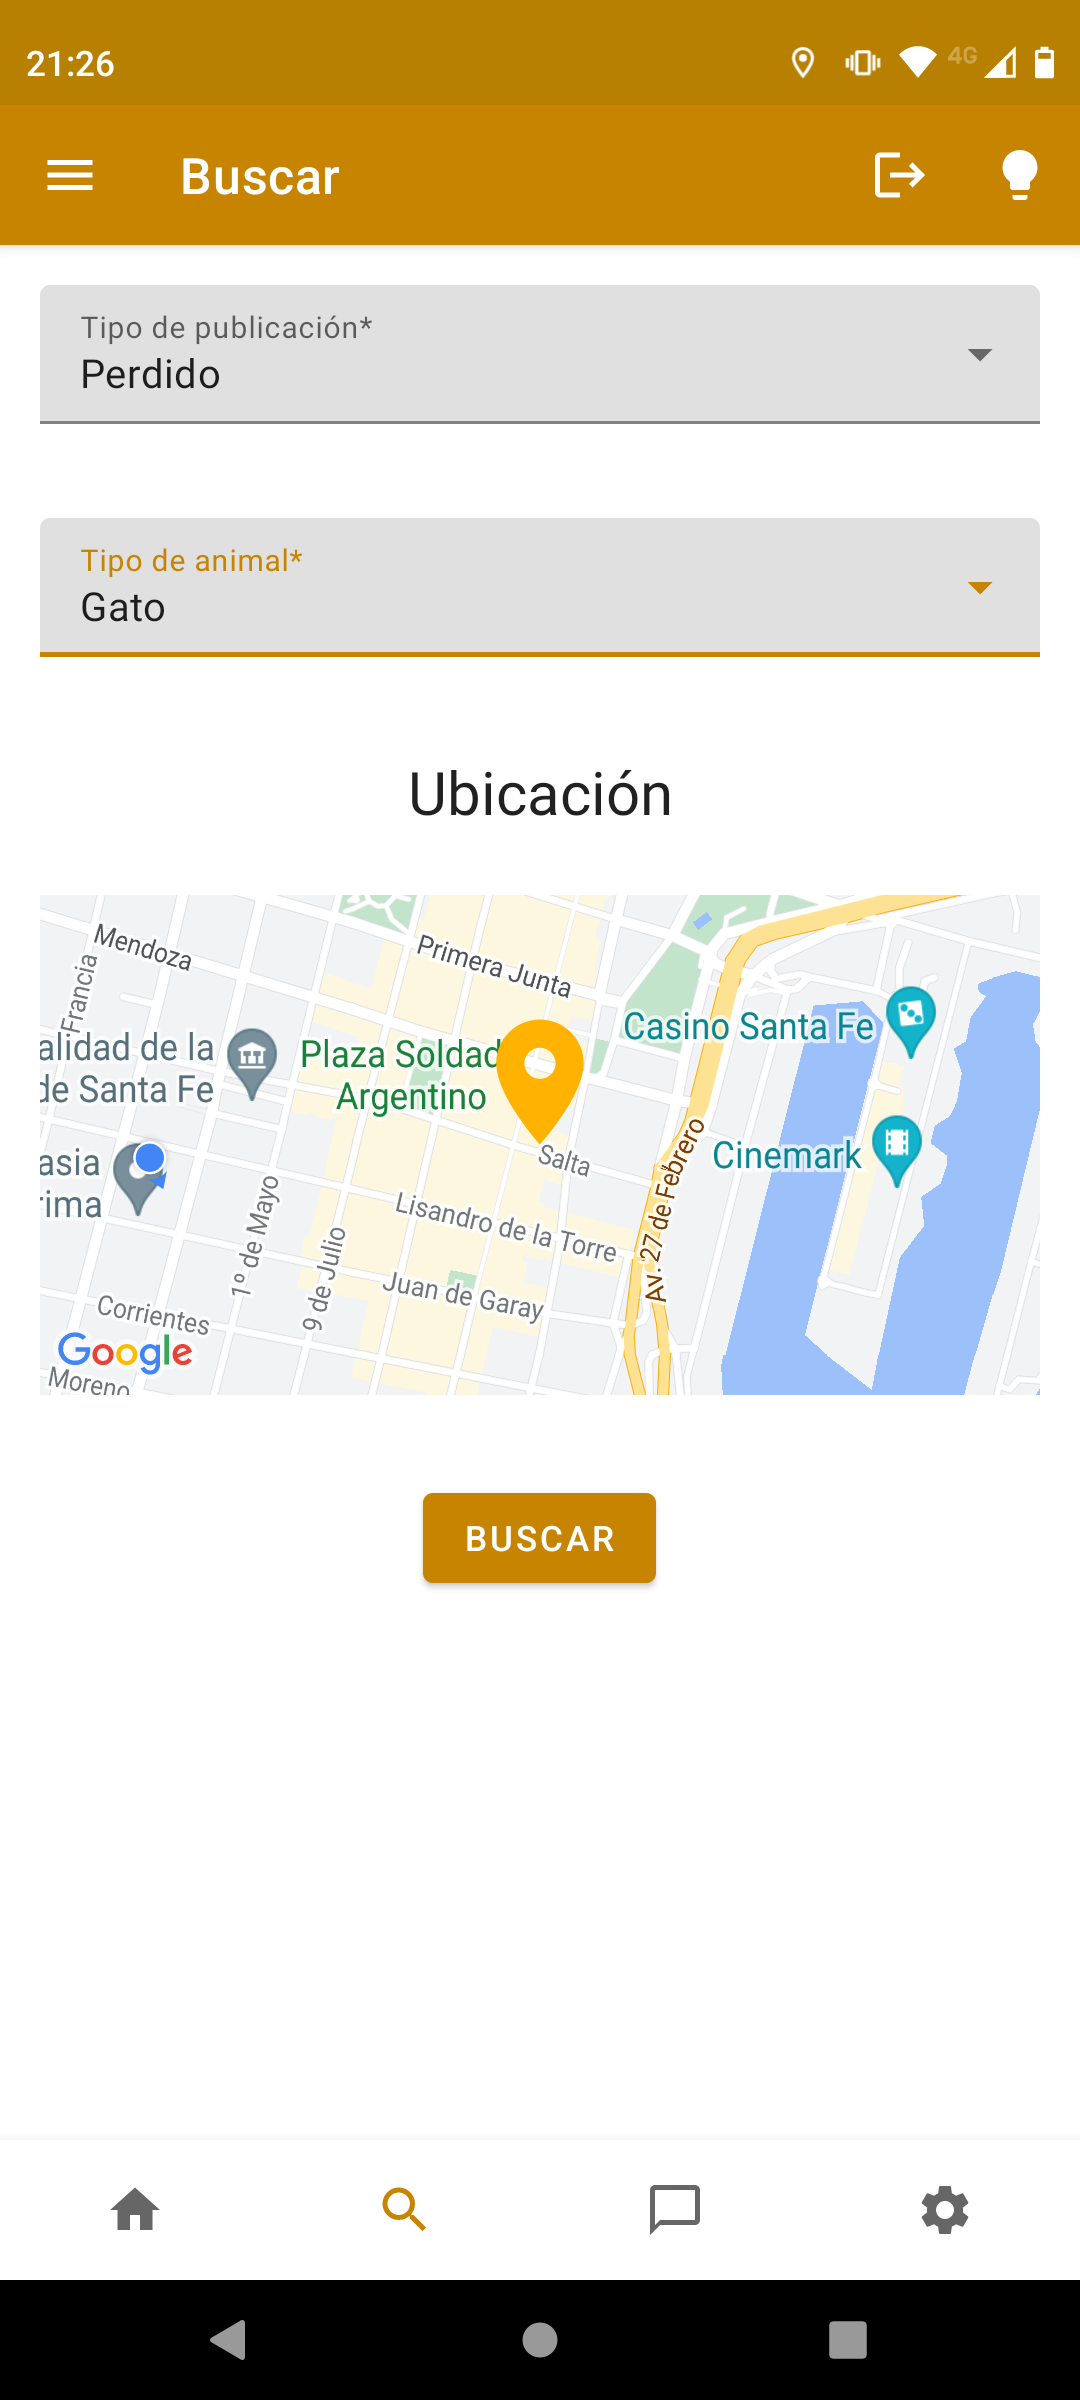 21:26
4G
Buscar
Tipo de publicación*
Perdido
Tipo de animal*
Gato
Ubicación
Mendoza
Francia
Primera Junta
Casino Santa Fe
alidad de la
de Santa Fe
Plaza Soldad
Argentino
Cinemark
asia
rima
Salta
Av. 27 de Febrero
Lisandro de la Torre
1º de Mayo
9 de Julio
Juan de Garay
Corrientes
Google
Moreno
BUSCAR